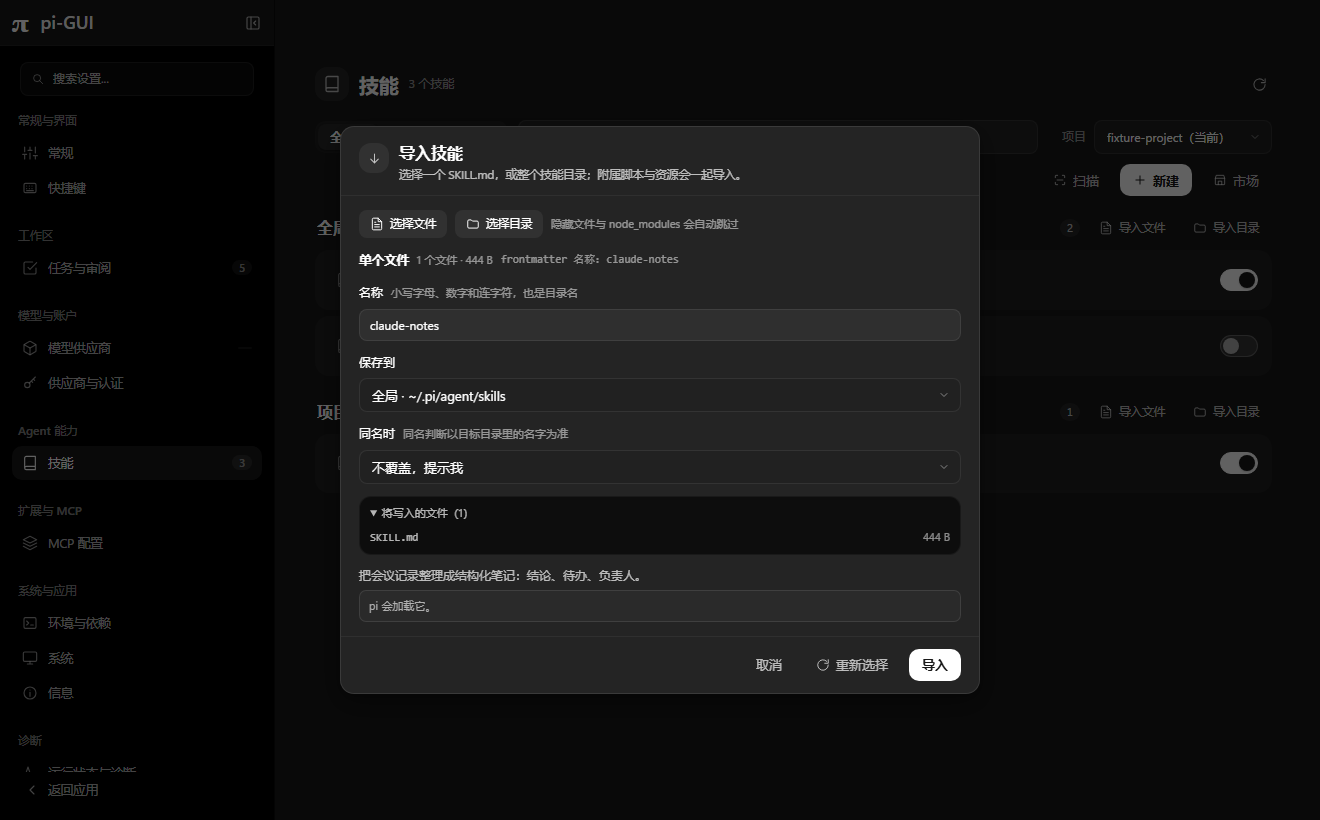 π pi-GUI
搜索设置...
常规与界面
常规
快捷键
工作区
任务与审阅 5
模型与账户
模型供应商
供应商与认证
Agent 能力
技能 3
扩展与 MCP
MCP 配置
系统与应用
环境与依赖
系统
信息
诊断
返回应用
技能 3 个技能
项目 fixture-project（当前）
扫描 新建 市场
2 导入文件 导入目录
1 导入文件 导入目录
导入技能
选择一个 SKILL.md，或整个技能目录；附属脚本与资源会一起导入。
选择文件 选择目录 隐藏文件与 node_modules 会自动跳过
单个文件 1 个文件 · 444 B frontmatter 名称: claude-notes
名称 小写字母、数字和连字符，也是目录名
claude-notes
保存到
全局 · ~/.pi/agent/skills
同名时 同名判断以目标目录里的名字为准
不覆盖，提示我
▼ 将写入的文件（1）
SKILL.md 444 B
把会议记录整理成结构化笔记：结论、待办、负责人。
pi 会加载它。
取消 重新选择 导入